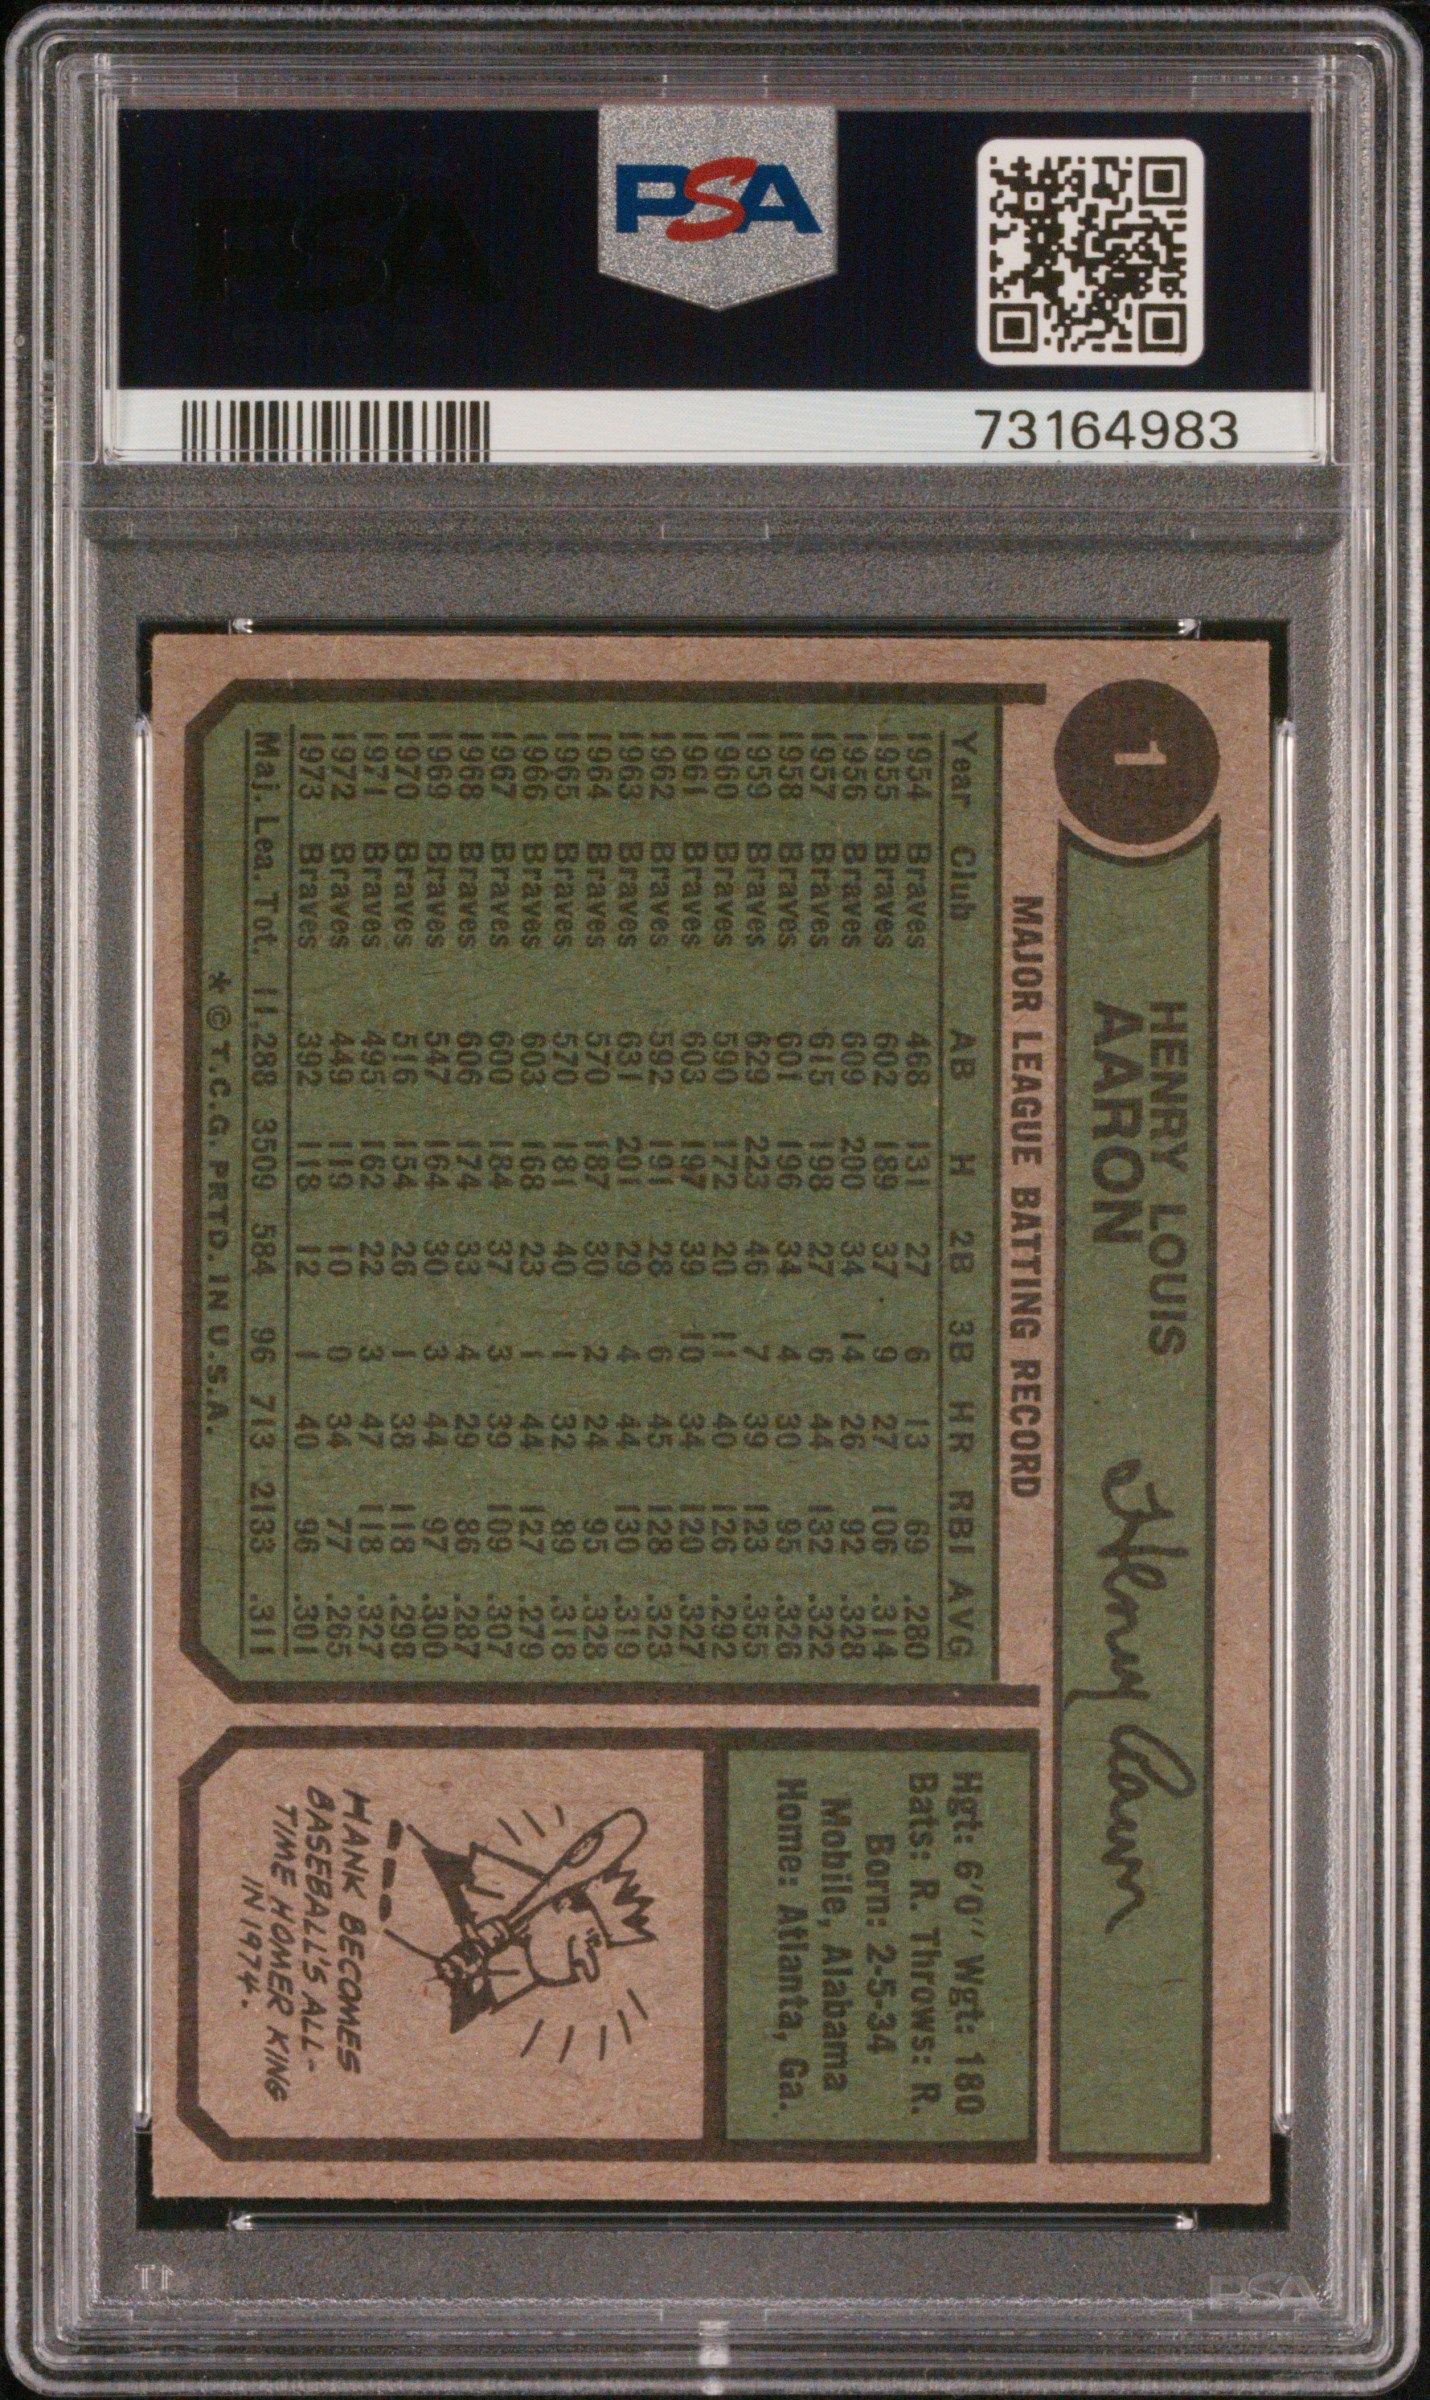 PSA
73164983
1
HENRY LOUIS
AARON
Henry Aaron
MAJOR LEAGUE BATTING RECORD
Year Club AB H 2B 3B HR RBI AVG
1954 Braves 468 131 27 6 13 69 .280
1955 Braves 602 189 37 9 27 106 .314
1956 Braves 609 200 34 14 26 92 .328
1957 Braves 615 198 27 6 44 132 .322
1958 Braves 601 196 34 4 30 95 .326
1959 Braves 629 223 46 7 39 123 .355
1960 Braves 590 172 20 11 40 126 .292
1961 Braves 603 197 39 10 34 120 .327
1962 Braves 592 191 28 6 45 128 .323
1963 Braves 631 201 29 4 44 130 .319
1964 Braves 570 187 30 2 24 95 .328
1965 Braves 570 181 40 1 32 89 .318
1966 Braves 603 168 23 1 44 127 .279
1967 Braves 600 184 37 3 39 109 .307
1968 Braves 606 174 33 4 29 86 .287
1969 Braves 547 164 30 3 44 97 .300
1970 Braves 516 154 26 1 38 118 .298
1971 Braves 495 162 22 3 47 118 .327
1972 Braves 449 119 10 0 34 77 .265
1973 Braves 392 118 12 1 40 96 .301
Maj. Lea. Tot. 11,288 3509 584 96 713 2133 .311
* © T.C.G. PRTD. IN U.S.A.
Hgt: 6'0" Wgt: 180
Bats: R. Throws: R.
Born: 2-5-34
Mobile, Alabama
Home: Atlanta, Ga.
HANK BECOMES
BASEBALL'S ALL-
TIME HOMER KING
IN 1974.
PSA